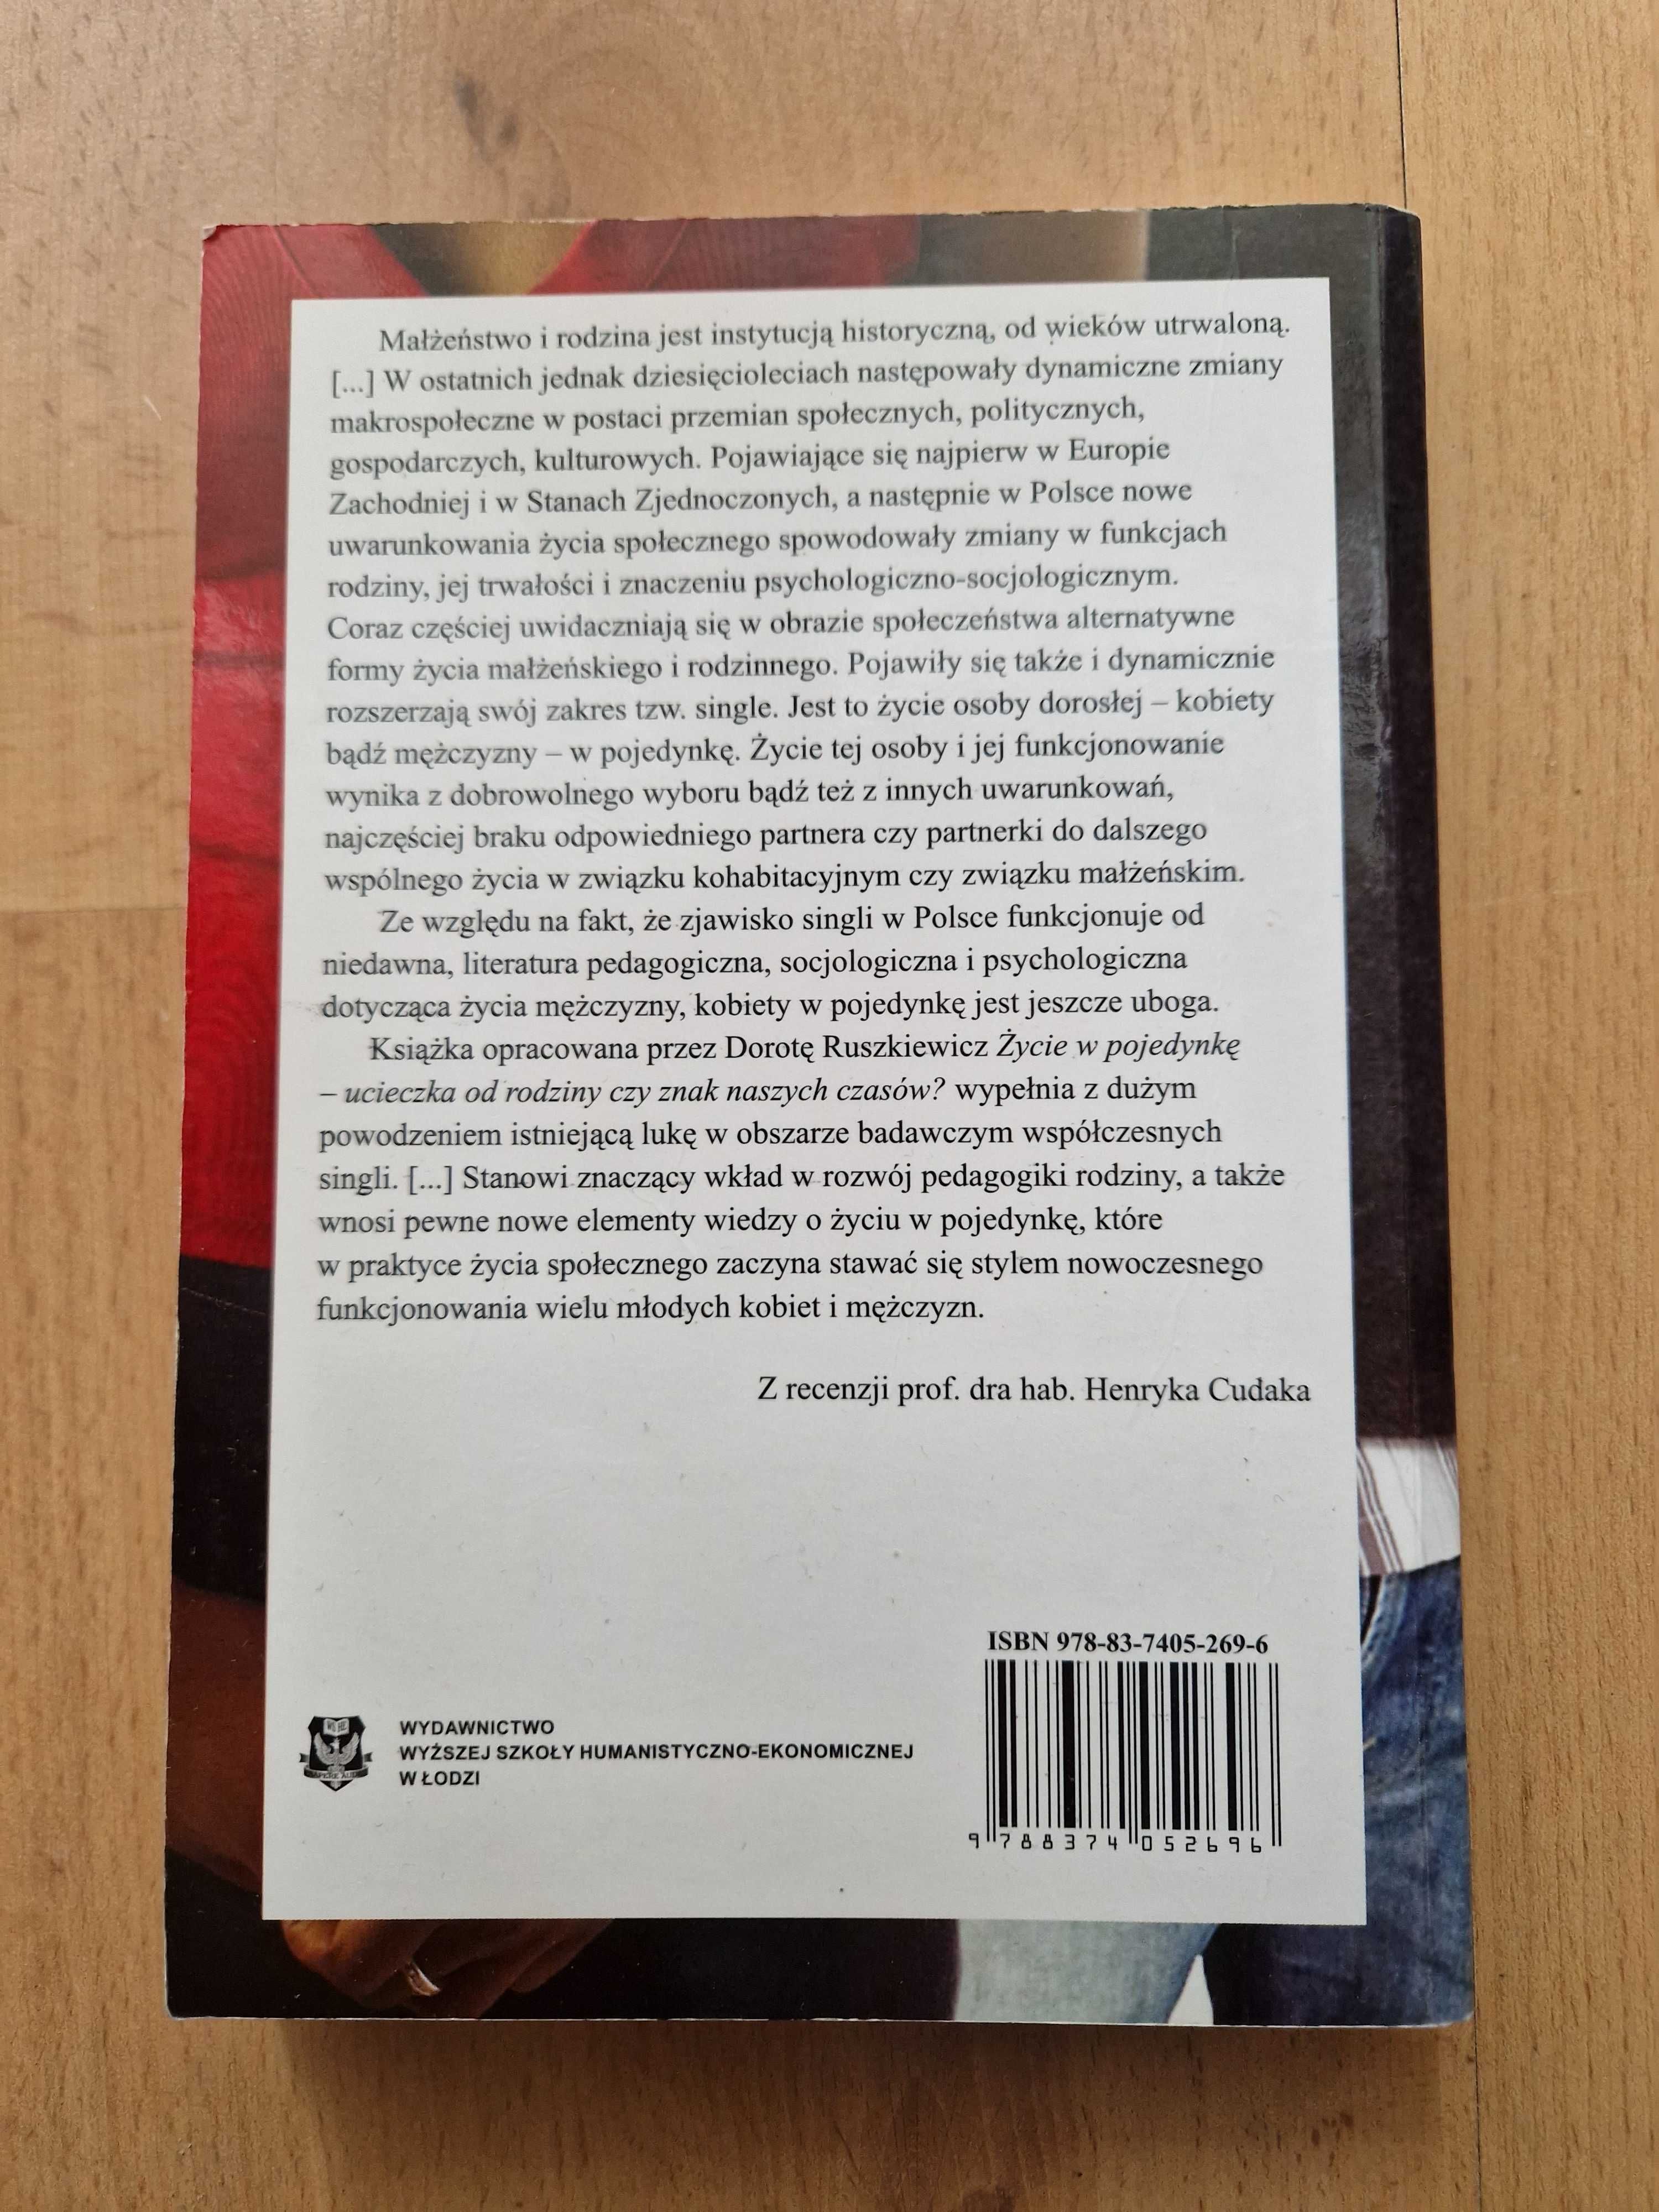 Małżeństwo i rodzina jest instytucją historyczną, od wieków utrwaloną.
[...] W ostatnich jednak dziesięcioleciach następowały dynamiczne zmiany
makrospołeczne w postaci przemian społecznych, politycznych,
gospodarczych, kulturowych. Pojawiające się najpierw w Europie
Zachodniej i w Stanach Zjednoczonych, a następnie w Polsce nowe
uwarunkowania życia społecznego spowodowały zmiany w funkcjach
rodziny, jej trwałości i znaczeniu psychologiczno-socjologicznym.
Coraz częściej uwidaczniają się w obrazie społeczeństwa alternatywne
formy życia małżeńskiego i rodzinnego. Pojawiły się także i dynamicznie
rozszerzają swój zakres tzw. single. Jest to życie osoby dorosłej – kobiety
bądź mężczyzny – w pojedynkę. Życie tej osoby i jej funkcjonowanie
wynika z dobrowolnego wyboru bądź też z innych uwarunkowań,
najczęściej braku odpowiedniego partnera czy partnerki do dalszego
wspólnego życia w związku kohabitacyjnym czy związku małżeńskim.
Ze względu na fakt, że zjawisko singli w Polsce funkcjonuje od
niedawna, literatura pedagogiczna, socjologiczna i psychologiczna
dotycząca życia mężczyzny, kobiety w pojedynkę jest jeszcze uboga.
Książka opracowana przez Dorotę Ruszkiewicz Życie w pojedynkę
– ucieczka od rodziny czy znak naszych czasów? wypełnia z dużym
powodzeniem istniejącą lukę w obszarze badawczym współczesnych
singli. [...] Stanowi znaczący wkład w rozwój pedagogiki rodziny, a także
wnosi pewne nowe elementy wiedzy o życiu w pojedynkę, które
w praktyce życia społecznego zaczyna stawać się stylem nowoczesnego
funkcjonowania wielu młodych kobiet i mężczyzn.
Z recenzji prof. dra hab. Henryka Cudaka
ISBN 978-83-7405-269-6
WYDAWNICTWO
WYŻSZEJ SZKOŁY HUMANISTYCZNO-EKONOMICZNEJ
W ŁODZI
9 788374 052696